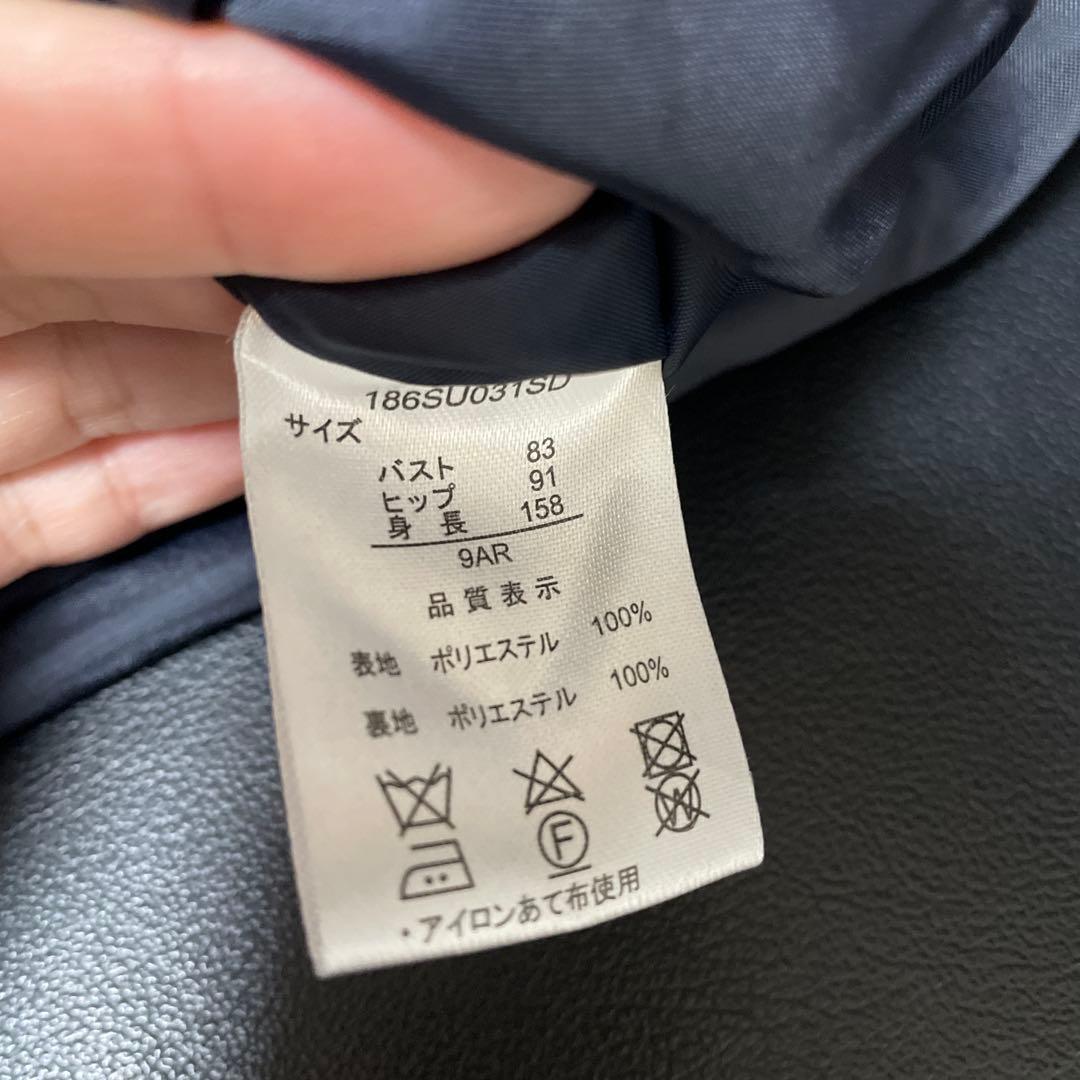 186SU031SD
サイズ
バスト 83
ヒップ 91
身長 158
9AR
品質表示
表地 ポリエステル 100%
裏地 ポリエステル 100%
W
F
・アイロンあて布使用